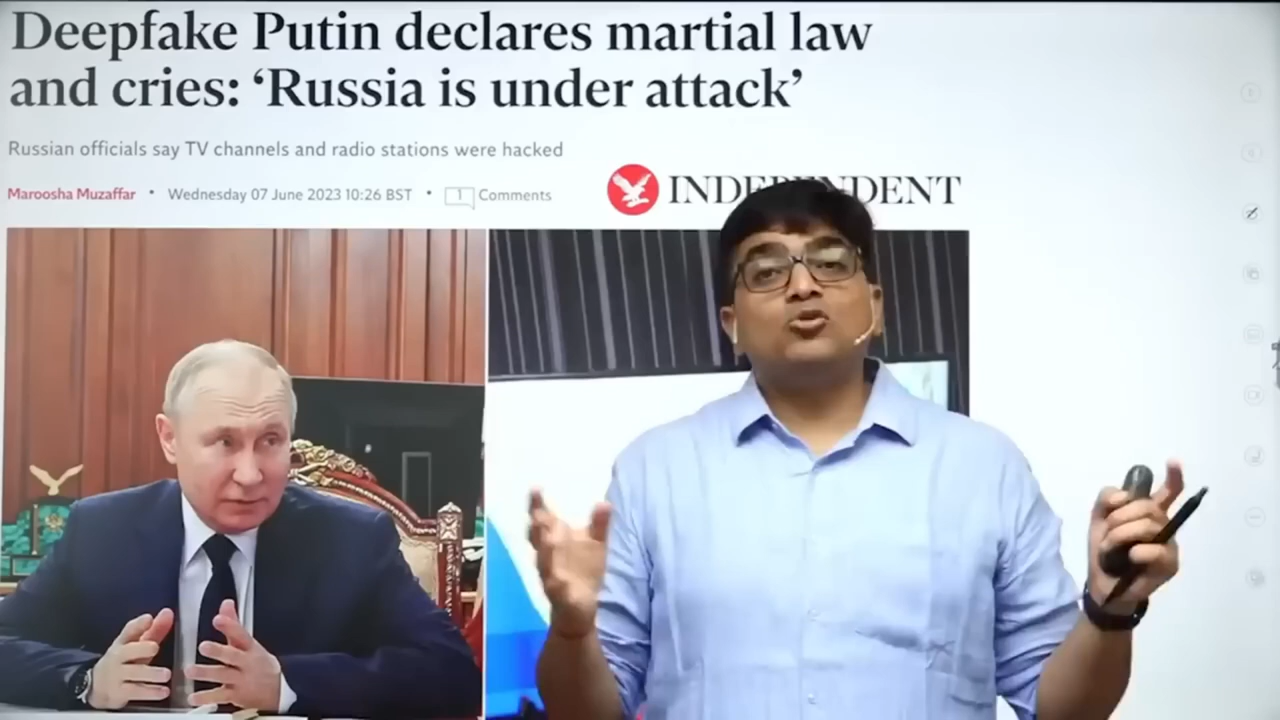 Deepfake Putin declares martial law
and cries: ‘Russia is under attack’
Russian officials say TV channels and radio stations were hacked
Maroosha Muzaffar • Wednesday 07 June 2023 10:26 BST • 1 Comments
INDEPENDENT